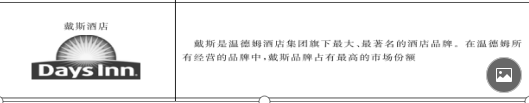 戴斯酒店
Days Inn
戴斯是温德姆酒店集团旗下最大、最著名的酒店品牌。在温德姆所
有经营的品牌中,戴斯品牌占有最高的市场份额